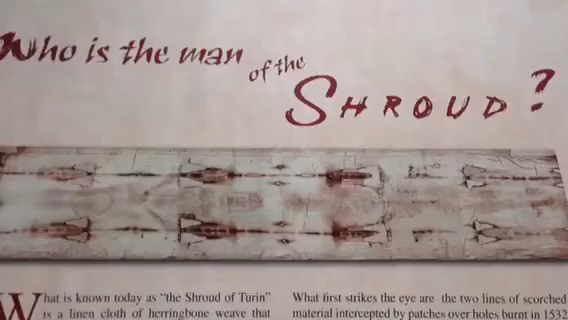 Who is the man
of the
SHROUD?
What is known today as “the Shroud of Turin”
is a linen cloth of herringbone weave that
What first strikes the eye are the two lines of scorched
material intercepted by patches over holes burnt in 1532